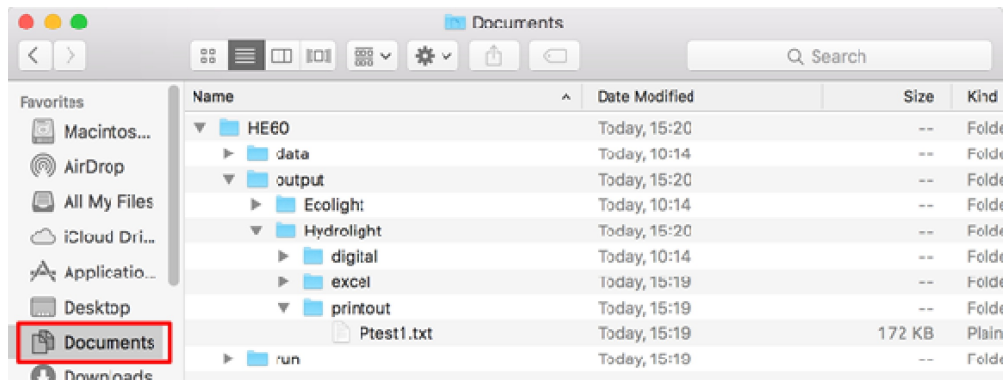 Documents
Search
Favorites
Name Date Modified Size Kind
Macintos...
AirDrop
All My Files
iCloud Dri...
Applicatio...
Desktop
Documents
Downloads
HE60 Today, 15:20 -- Folde
data Today, 10:14 -- Folde
output Today, 15:20 -- Folde
Ecolight Today, 10:14 -- Folde
Hydrolight Today, 15:20 -- Folde
digital Today, 10:14 -- Folde
excel Today, 15:19 -- Folde
printout Today, 15:19 -- Folde
Ptest1.txt Today, 15:19 172 KB Plain
run Today, 15:19 -- Folde